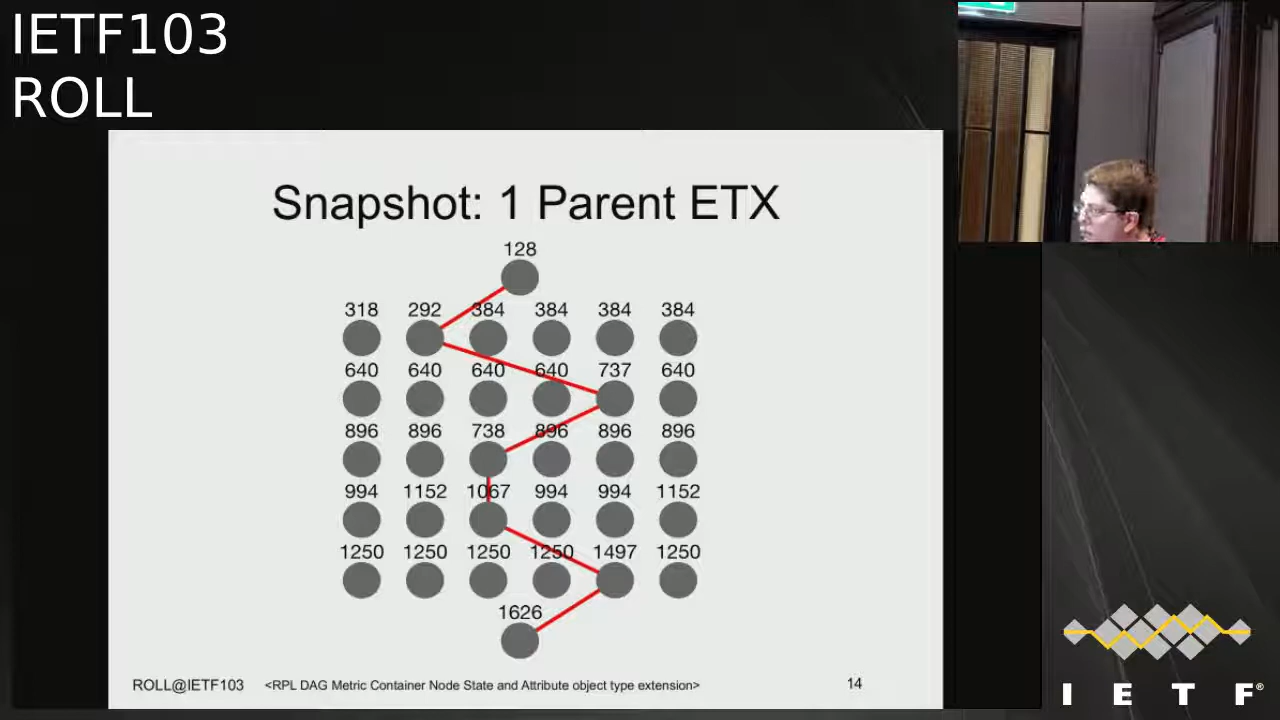 IETF103
ROLL
Snapshot: 1 Parent ETX
128
318 292 384 384 384 384
640 640 640 640 737 640
896 896 738 896 896 896
994 1152 1067 994 994 1152
1250 1250 1250 1250 1497 1250
1626
ROLL@IETF103 <RPL DAG Metric Container Node State and Attribute object type extension> 14
I E T F®